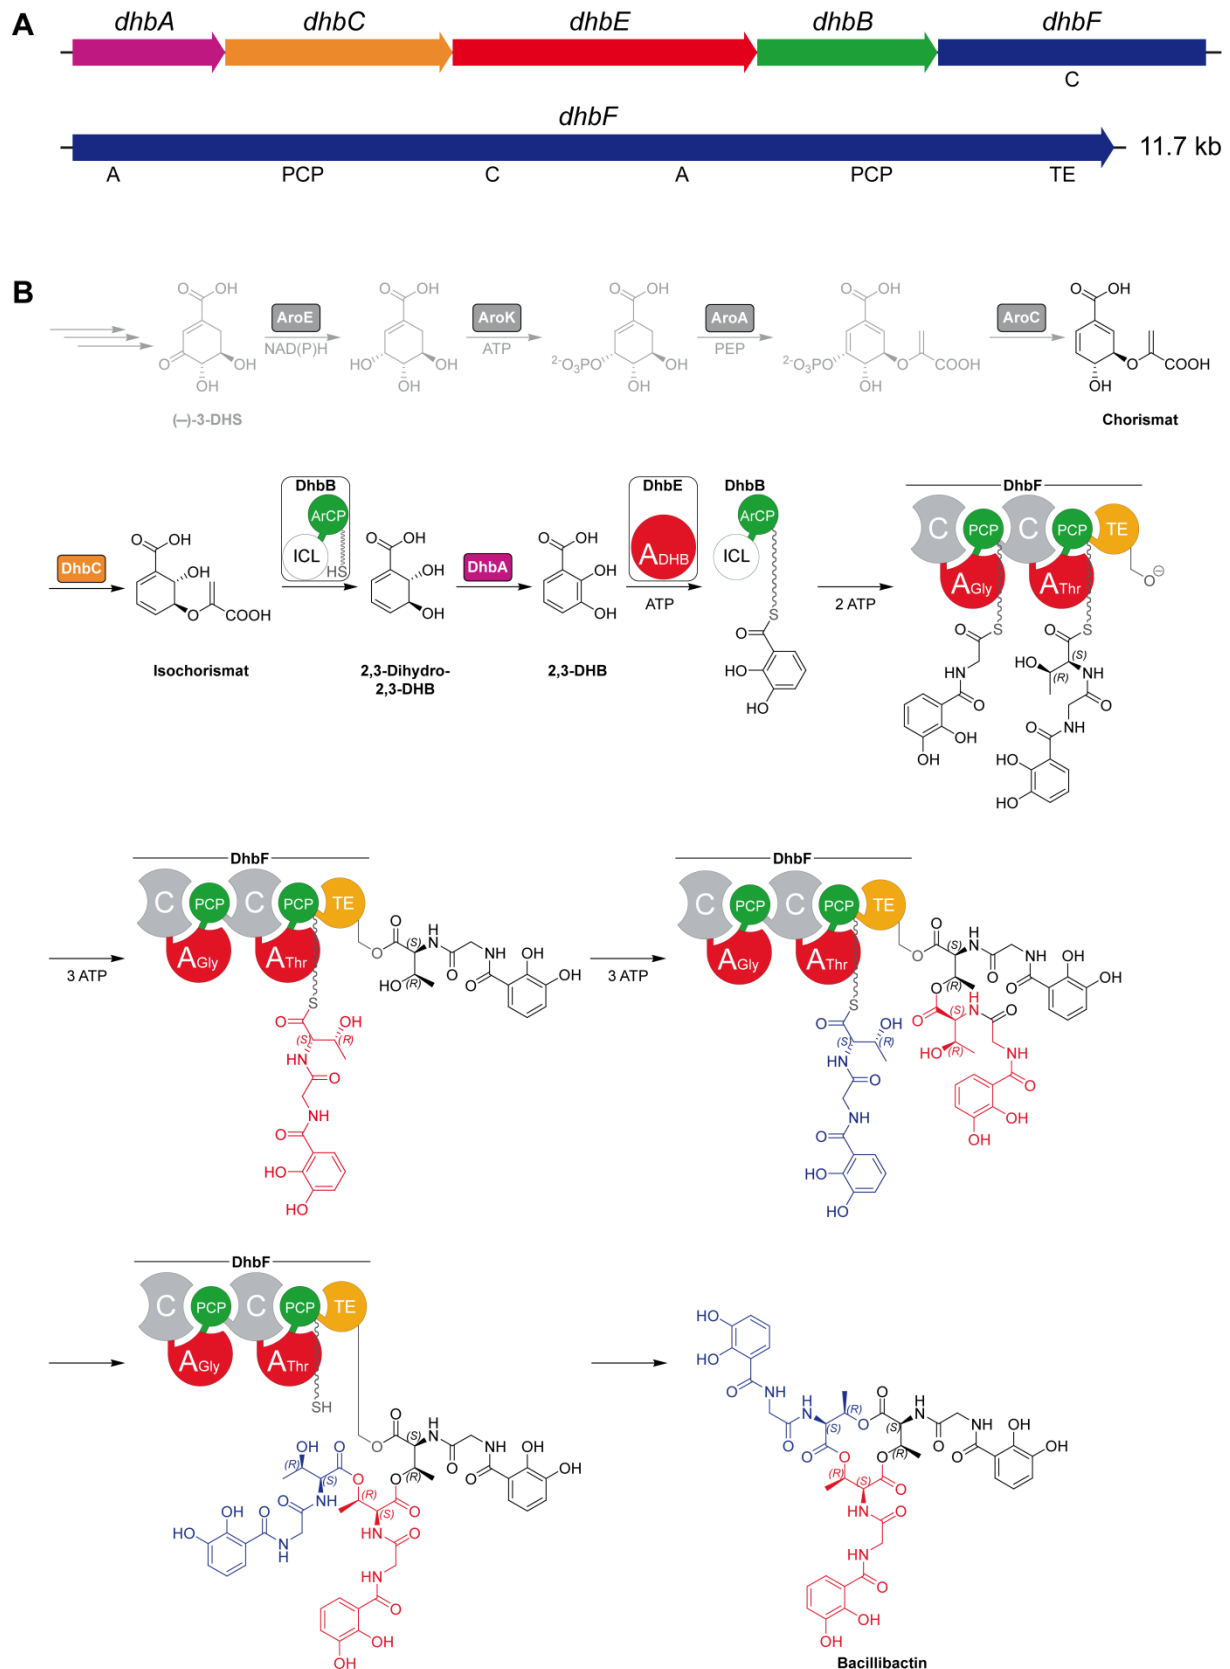 A
dhbA dhbC dhbE dhbB dhbF
C
dhbF
11.7 kb
A PCP C A PCP TE
B
(–)-3-DHS
AroE
NAD(P)H
AroK
ATP
AroA
PEP
AroC
Chorismat
DhbC
Isochorismat
DhbB
ArCP
ICL
HS
2,3-Dihydro-
2,3-DHB
DhbA
2,3-DHB
DhbE
ADHB
ATP
DhbB
ArCP
ICL
2 ATP
DhbF
C PCP C PCP TE
AGly AThr
3 ATP
DhbF
C PCP C PCP TE
AGly AThr
3 ATP
DhbF
C PCP C PCP TE
AGly AThr
DhbF
C PCP C PCP TE
AGly AThr
SH
Bacillibactin